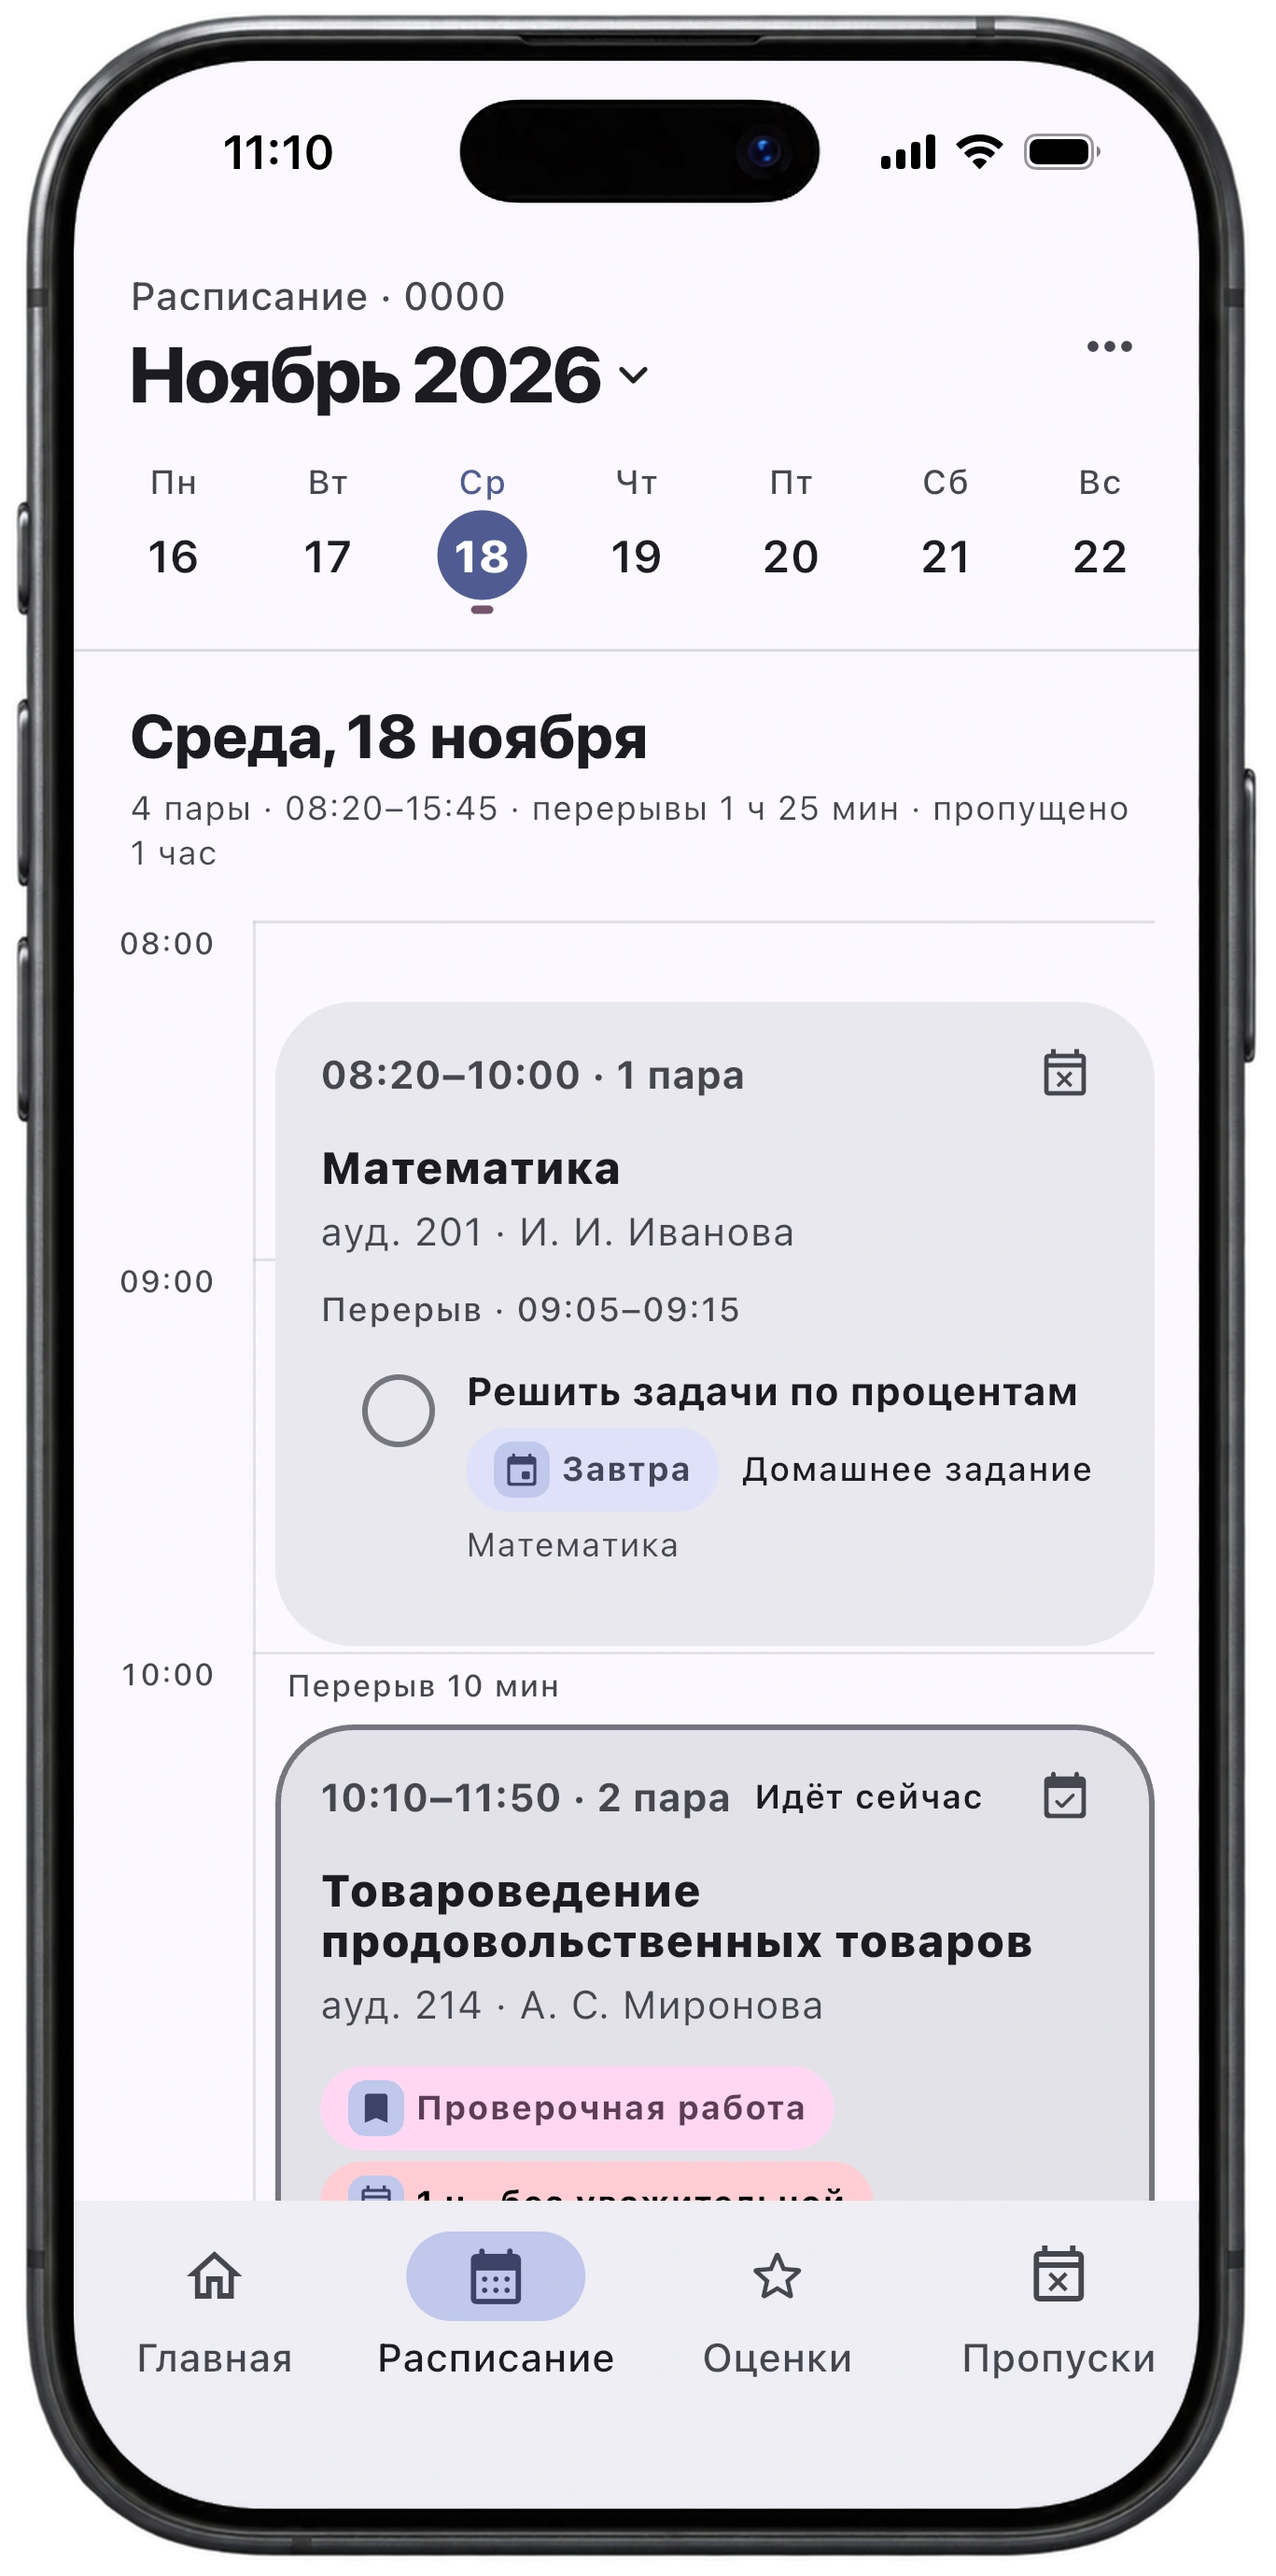 11:10
Расписание · 0000
Ноябрь 2026
Пн Вт Ср Чт Пт Сб Вс
16 17 18 19 20 21 22
Среда, 18 ноября
4 пары · 08:20–15:45 · перерывы 1 ч 25 мин · пропущено
1 час
08:00
08:20–10:00 · 1 пара
Математика
ауд. 201 · И. И. Иванова
09:00
Перерыв · 09:05–09:15
Решить задачи по процентам
Завтра Домашнее задание
Математика
10:00
Перерыв 10 мин
10:10–11:50 · 2 пара Идёт сейчас
Товароведение
продовольственных товаров
ауд. 214 · А. С. Миронова
Проверочная работа
1 ч · без уважительной
Главная Расписание Оценки Пропуски